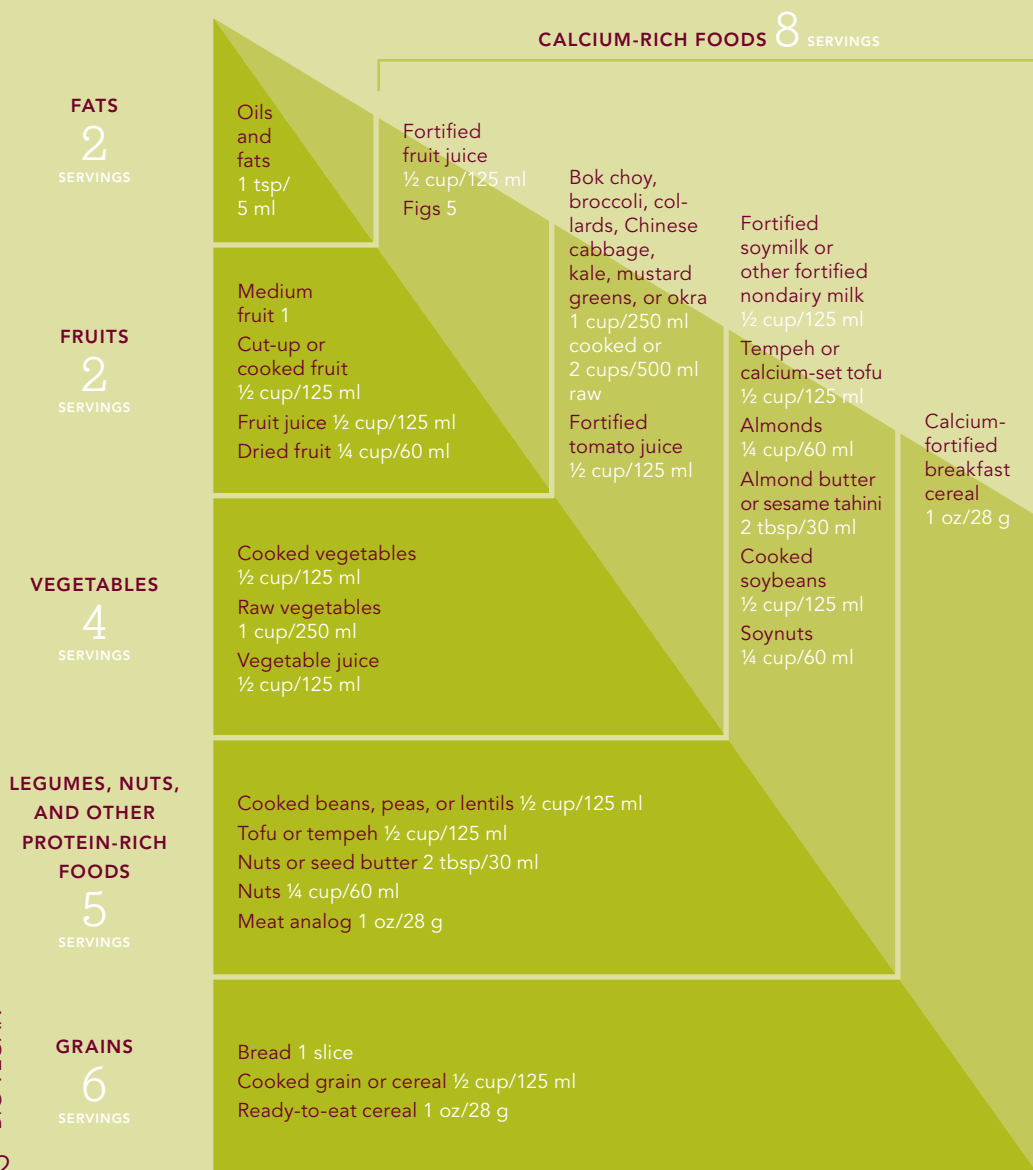 CALCIUM-RICH FOODS 8 SERVINGS
FATS
2
SERVINGS
Oils
and
fats
1 tsp/
5 ml
Fortified
fruit juice
½ cup/125 ml
Figs 5
Bok choy,
broccoli, col-
lards, Chinese
cabbage,
kale, mustard
greens, or okra
1 cup/250 ml
cooked or
2 cups/500 ml
raw
Fortified
tomato juice
½ cup/125 ml
Fortified
soymilk or
other fortified
nondairy milk
½ cup/125 ml
Tempeh or
calcium-set tofu
½ cup/125 ml
Almonds
¼ cup/60 ml
Almond butter
or sesame tahini
2 tbsp/30 ml
Cooked
soybeans
½ cup/125 ml
Soynuts
¼ cup/60 ml
Calcium-
fortified
breakfast
cereal
1 oz/28 g
FRUITS
2
SERVINGS
Medium
fruit 1
Cut-up or
cooked fruit
½ cup/125 ml
Fruit juice ½ cup/125 ml
Dried fruit ¼ cup/60 ml
VEGETABLES
4
SERVINGS
Cooked vegetables
½ cup/125 ml
Raw vegetables
1 cup/250 ml
Vegetable juice
½ cup/125 ml
LEGUMES, NUTS,
AND OTHER
PROTEIN-RICH
FOODS
5
SERVINGS
Cooked beans, peas, or lentils ½ cup/125 ml
Tofu or tempeh ½ cup/125 ml
Nuts or seed butter 2 tbsp/30 ml
Nuts ¼ cup/60 ml
Meat analog 1 oz/28 g
GRAINS
6
SERVINGS
Bread 1 slice
Cooked grain or cereal ½ cup/125 ml
Ready-to-eat cereal 1 oz/28 g